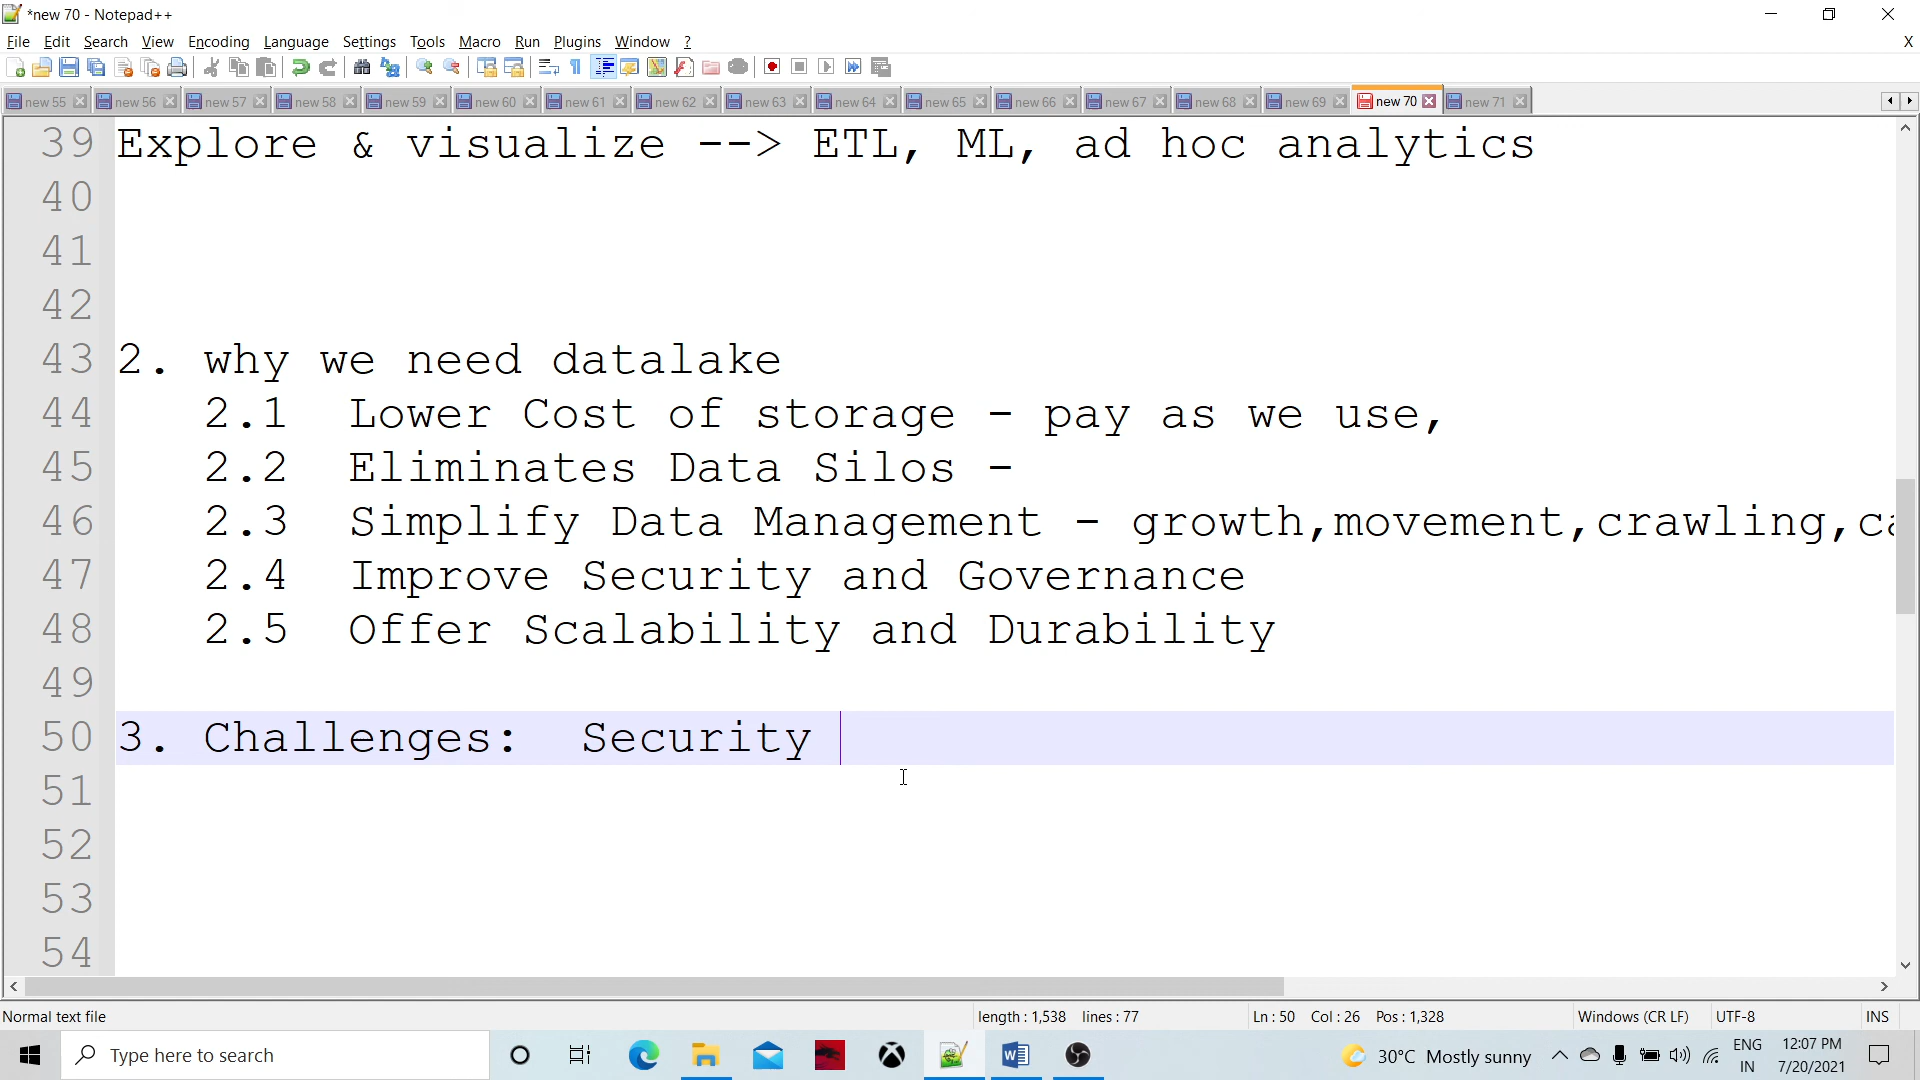 *new 70 - Notepad++
File Edit Search View Encoding Language Settings Tools Macro Run Plugins Window ? X
new 55 new 56 new 57 new 58 new 59 new 60 new 61 new 62 new 63 new 64 new 65 new 66 new 67 new 68 new 69 new 70 new 71
39 Explore & visualize --> ETL, ML, ad hoc analytics
40
41
42
43 2. why we need datalake
44 2.1 Lower Cost of storage - pay as we use,
45 2.2 Eliminates Data Silos -
46 2.3 Simplify Data Management - growth,movement,crawling,ca
47 2.4 Improve Security and Governance
48 2.5 Offer Scalability and Durability
49
50 3. Challenges: Security
51
52
53
54
Normal text file length : 1,538 lines : 77 Ln : 50 Col : 26 Pos : 1,328 Windows (CR LF) UTF-8 INS
Type here to search 30°C Mostly sunny ENG 12:07 PM
IN 7/20/2021